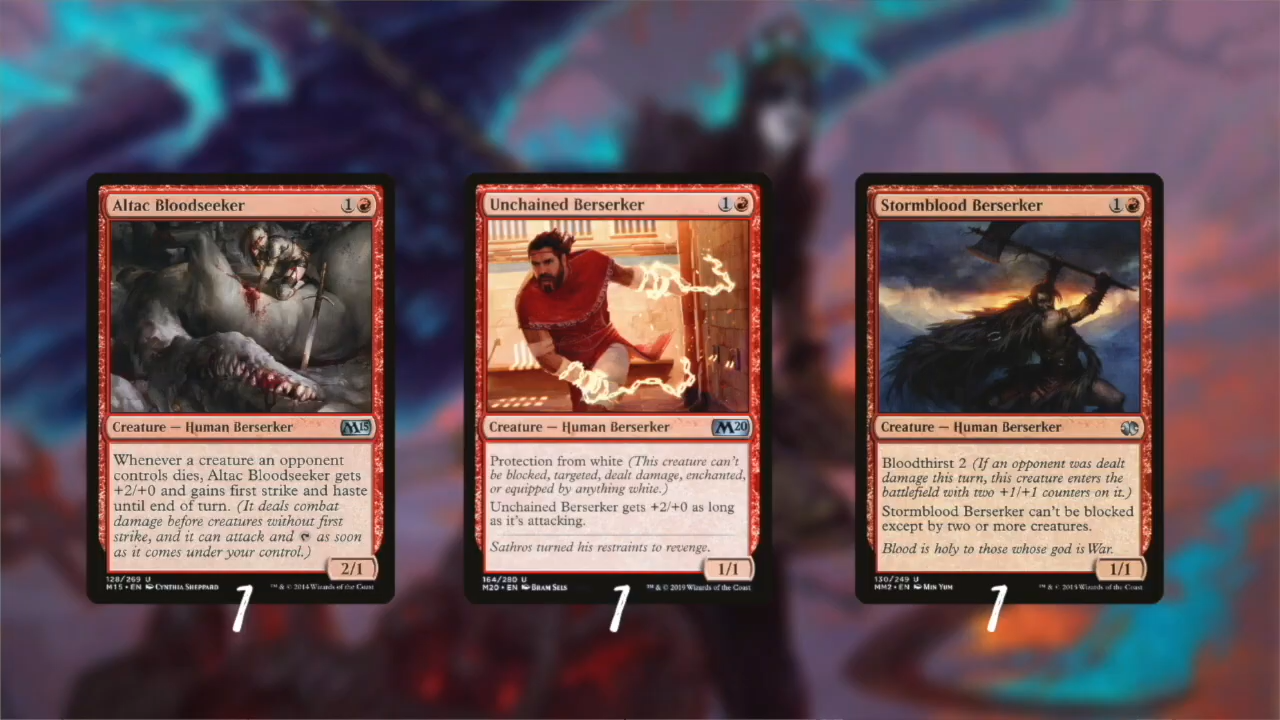 Altac Bloodseeker 1
Creature — Human Berserker M15
Whenever a creature an opponent
controls dies, Altac Bloodseeker gets
+2/+0 and gains first strike and haste
until end of turn. (It deals combat
damage before creatures without first
strike, and it can attack and as soon
as it comes under your control.)
2/1
128/269 U
M15 • EN Cynthia Sheppard ™ & © 2014 Wizards of the Coast
1
Unchained Berserker 1
Creature — Human Berserker M20
Protection from white (This creature can't
be blocked, targeted, dealt damage, enchanted,
or equipped by anything white.)
Unchained Berserker gets +2/+0 as long
as it's attacking.
Sathros turned his restraints to revenge.
1/1
164/280 U
M20 • EN Bram Sels ™ & © 2019 Wizards of the Coast
1
Stormblood Berserker 1
Creature — Human Berserker
Bloodthirst 2 (If an opponent was dealt
damage this turn, this creature enters the
battlefield with two +1/+1 counters on it.)
Stormblood Berserker can't be blocked
except by two or more creatures.
Blood is holy to those whose god is War.
1/1
130/249 U
MM2 • EN Min Yum ™ & © 2015 Wizards of the Coast
1